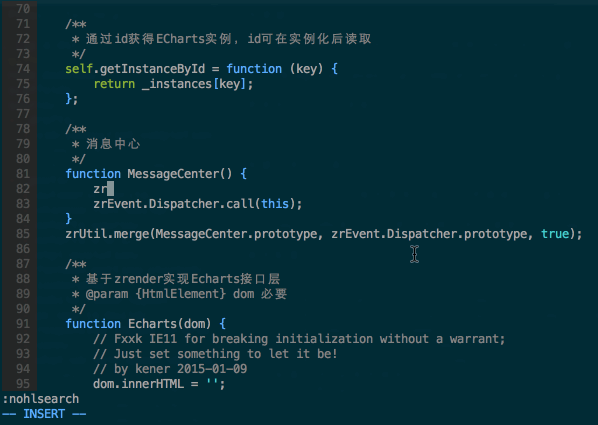 70
71 /**
72 * 通过id获得ECharts实例，id可在实例化后读取
73 */
74 self.getInstanceById = function (key) {
75 return _instances[key];
76 };
77
78 /**
79 * 消息中心
80 */
81 function MessageCenter() {
82 zr
83 zrEvent.Dispatcher.call(this);
84 }
85 zrUtil.merge(MessageCenter.prototype, zrEvent.Dispatcher.prototype, true);
86
87 /**
88 * 基于zrender实现Echarts接口层
89 * @param {HtmlElement} dom 必要
90 */
91 function Echarts(dom) {
92 // Fxxk IE11 for breaking initialization without a warrant;
93 // Just set something to let it be!
94 // by kener 2015-01-09
95 dom.innerHTML = '';
:nohlsearch
-- INSERT --